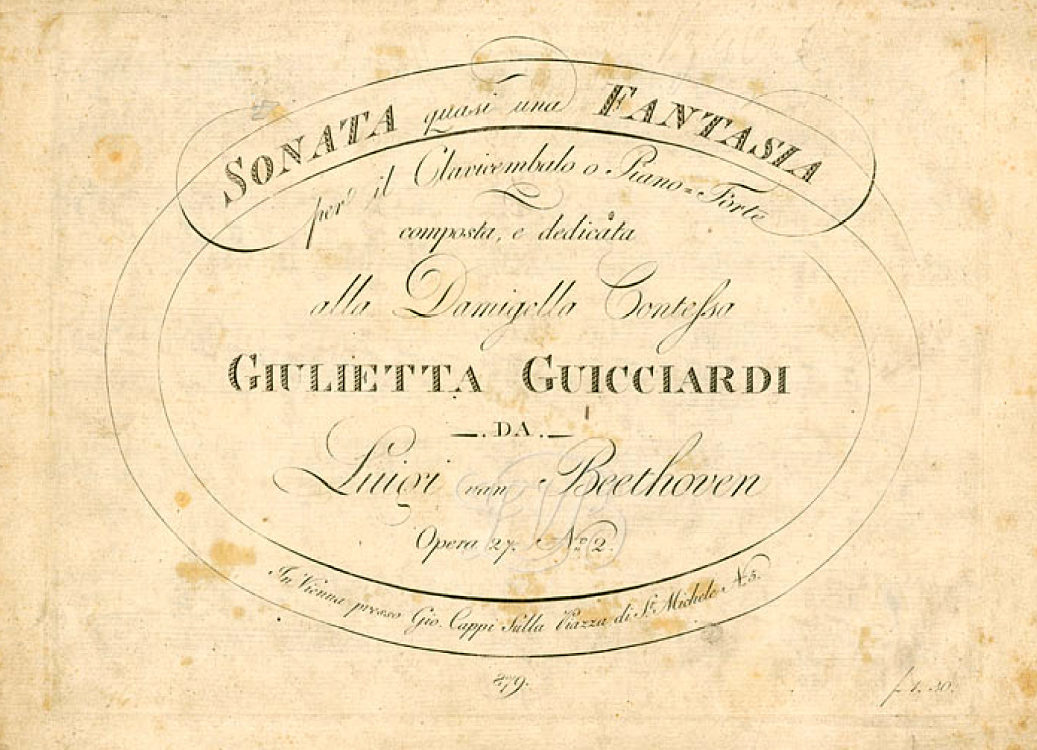 SONATA quasi una FANTASIA
per il Clavicembalo o Piano=Forte
composta, e dedicata
alla Damigella Contessa
GIULIETTA GUICCIARDI
DA
Luigi van Beethoven
Opera 27. No. 2.
In Vienna presso Gio. Cappi Sulla Piazza di St. Michele No. 5.
879.
f. 1. 30.